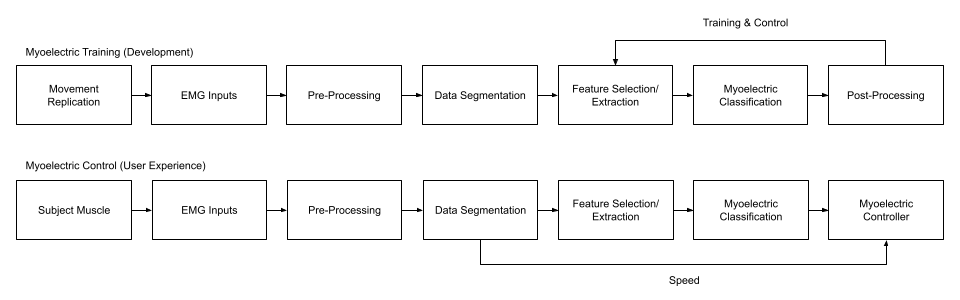 Training & Control
Myoelectric Training (Development)
Movement
Replication
EMG Inputs
Pre-Processing
Data Segmentation
Feature Selection/
Extraction
Myoelectric
Classification
Post-Processing
Myoelectric Control (User Experience)
Subject Muscle
EMG Inputs
Pre-Processing
Data Segmentation
Feature Selection/
Extraction
Myoelectric
Classification
Myoelectric
Controller
Speed